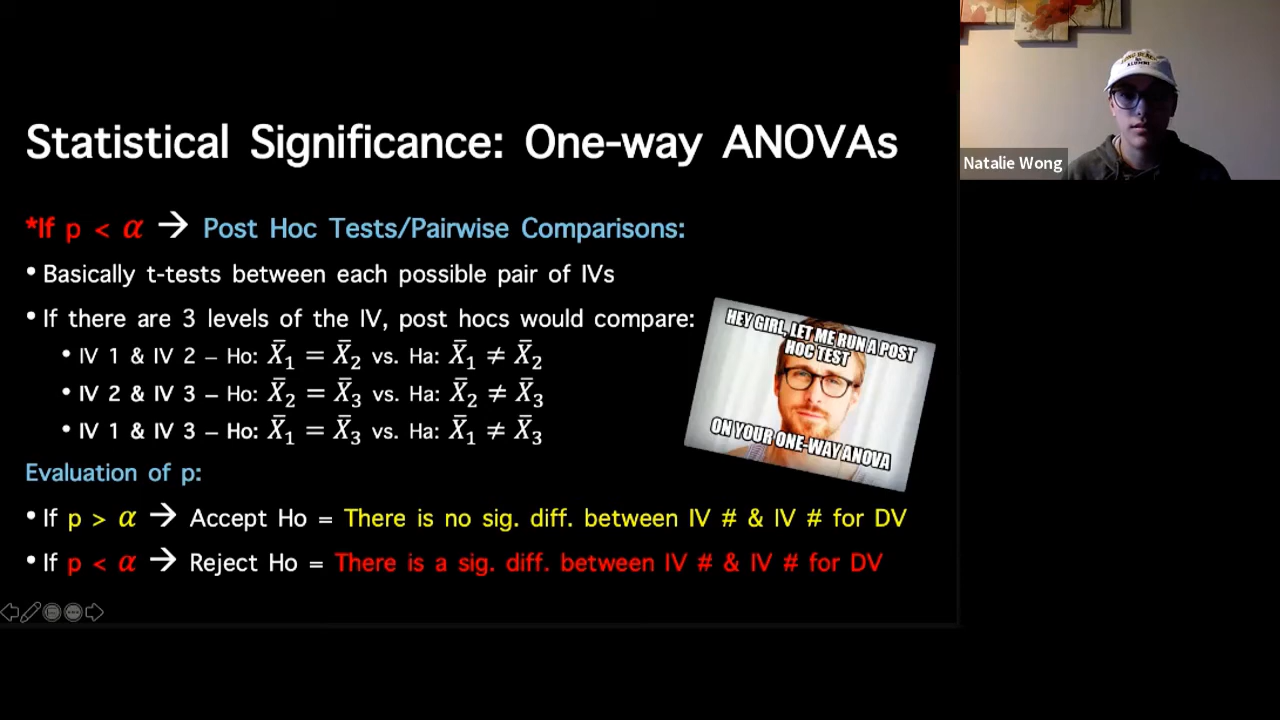 Statistical Significance: One-way ANOVAs
*If p < α → Post Hoc Tests/Pairwise Comparisons:
• Basically t-tests between each possible pair of IVs
• If there are 3 levels of the IV, post hocs would compare:
• IV 1 & IV 2 – Ho: X̄₁ = X̄₂ vs. Ha: X̄₁ ≠ X̄₂
• IV 2 & IV 3 – Ho: X̄₂ = X̄₃ vs. Ha: X̄₂ ≠ X̄₃
• IV 1 & IV 3 – Ho: X̄₁ = X̄₃ vs. Ha: X̄₁ ≠ X̄₃
HEY GIRL, LET ME RUN A POST
HOC TEST
ON YOUR ONE-WAY ANOVA
Evaluation of p:
• If p > α → Accept Ho = There is no sig. diff. between IV # & IV # for DV
• If p < α → Reject Ho = There is a sig. diff. between IV # & IV # for DV
Natalie Wong
ALUMNI